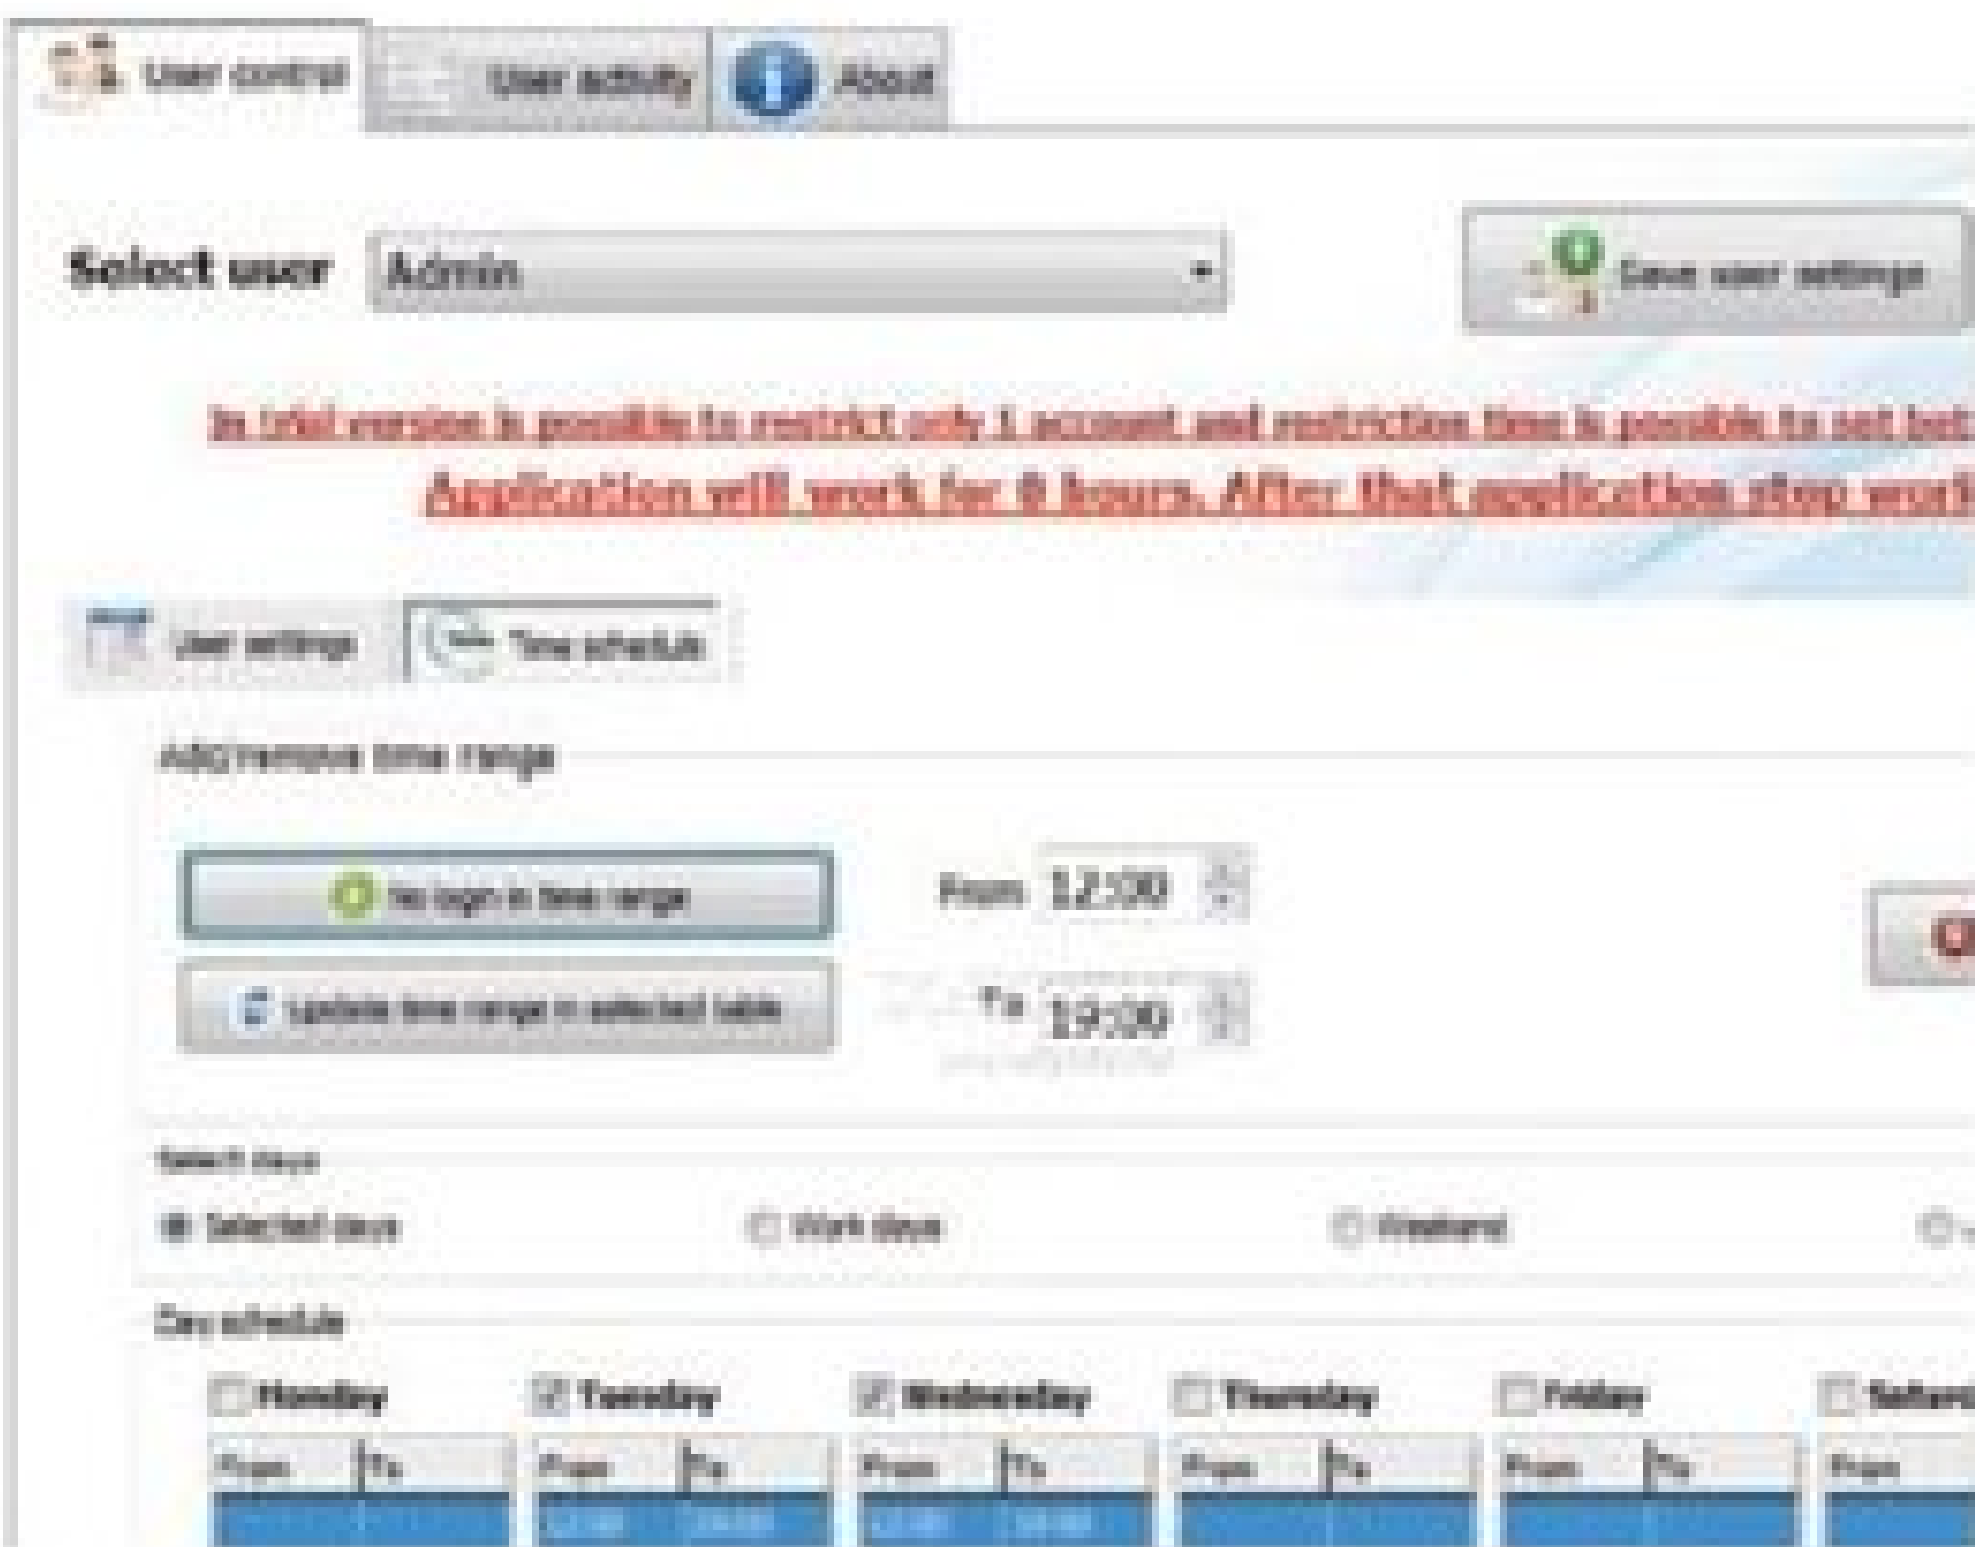 User control User activity About
Select user Admin Save user settings
In trial version is possible to restrict only 1 account and restriction time is possible to set bet
Application will work for 8 hours. After that application stop work
User settings Time schedule
Add/remove time range
No login in time range From 12:00
Update time range in selected table To 19:00
Select days
Selected days Work days Weekend
Day schedule
Monday Tuesday Wednesday Thursday Friday Satur
From To From To From To From To From To From